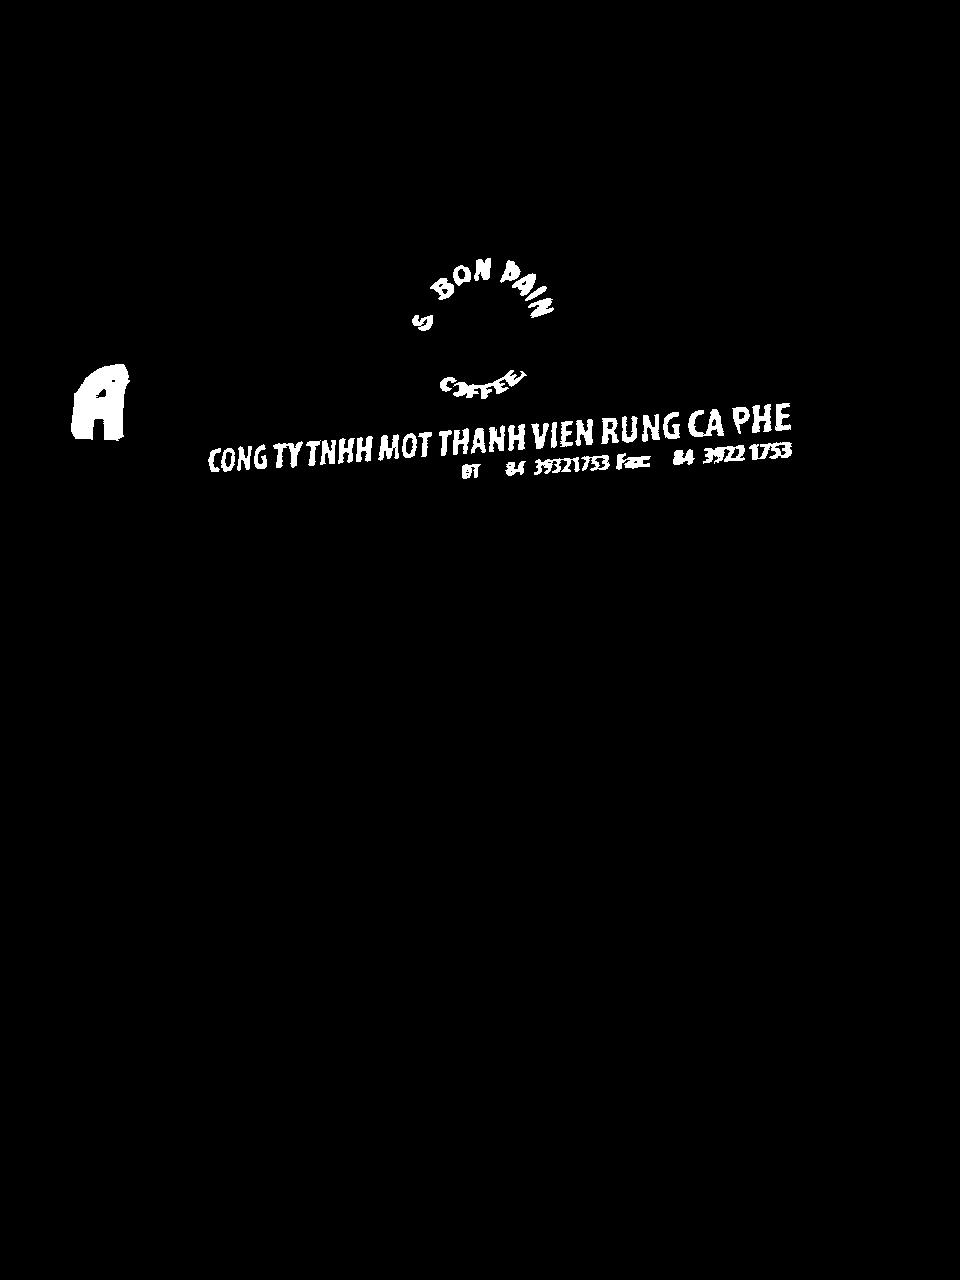 S BON PAIN
COFFEE
A
CONG TY TNHH MOT THANH VIEN RUNG CA PHE
ĐT 84 39321753 Fax: 84 3922 1753